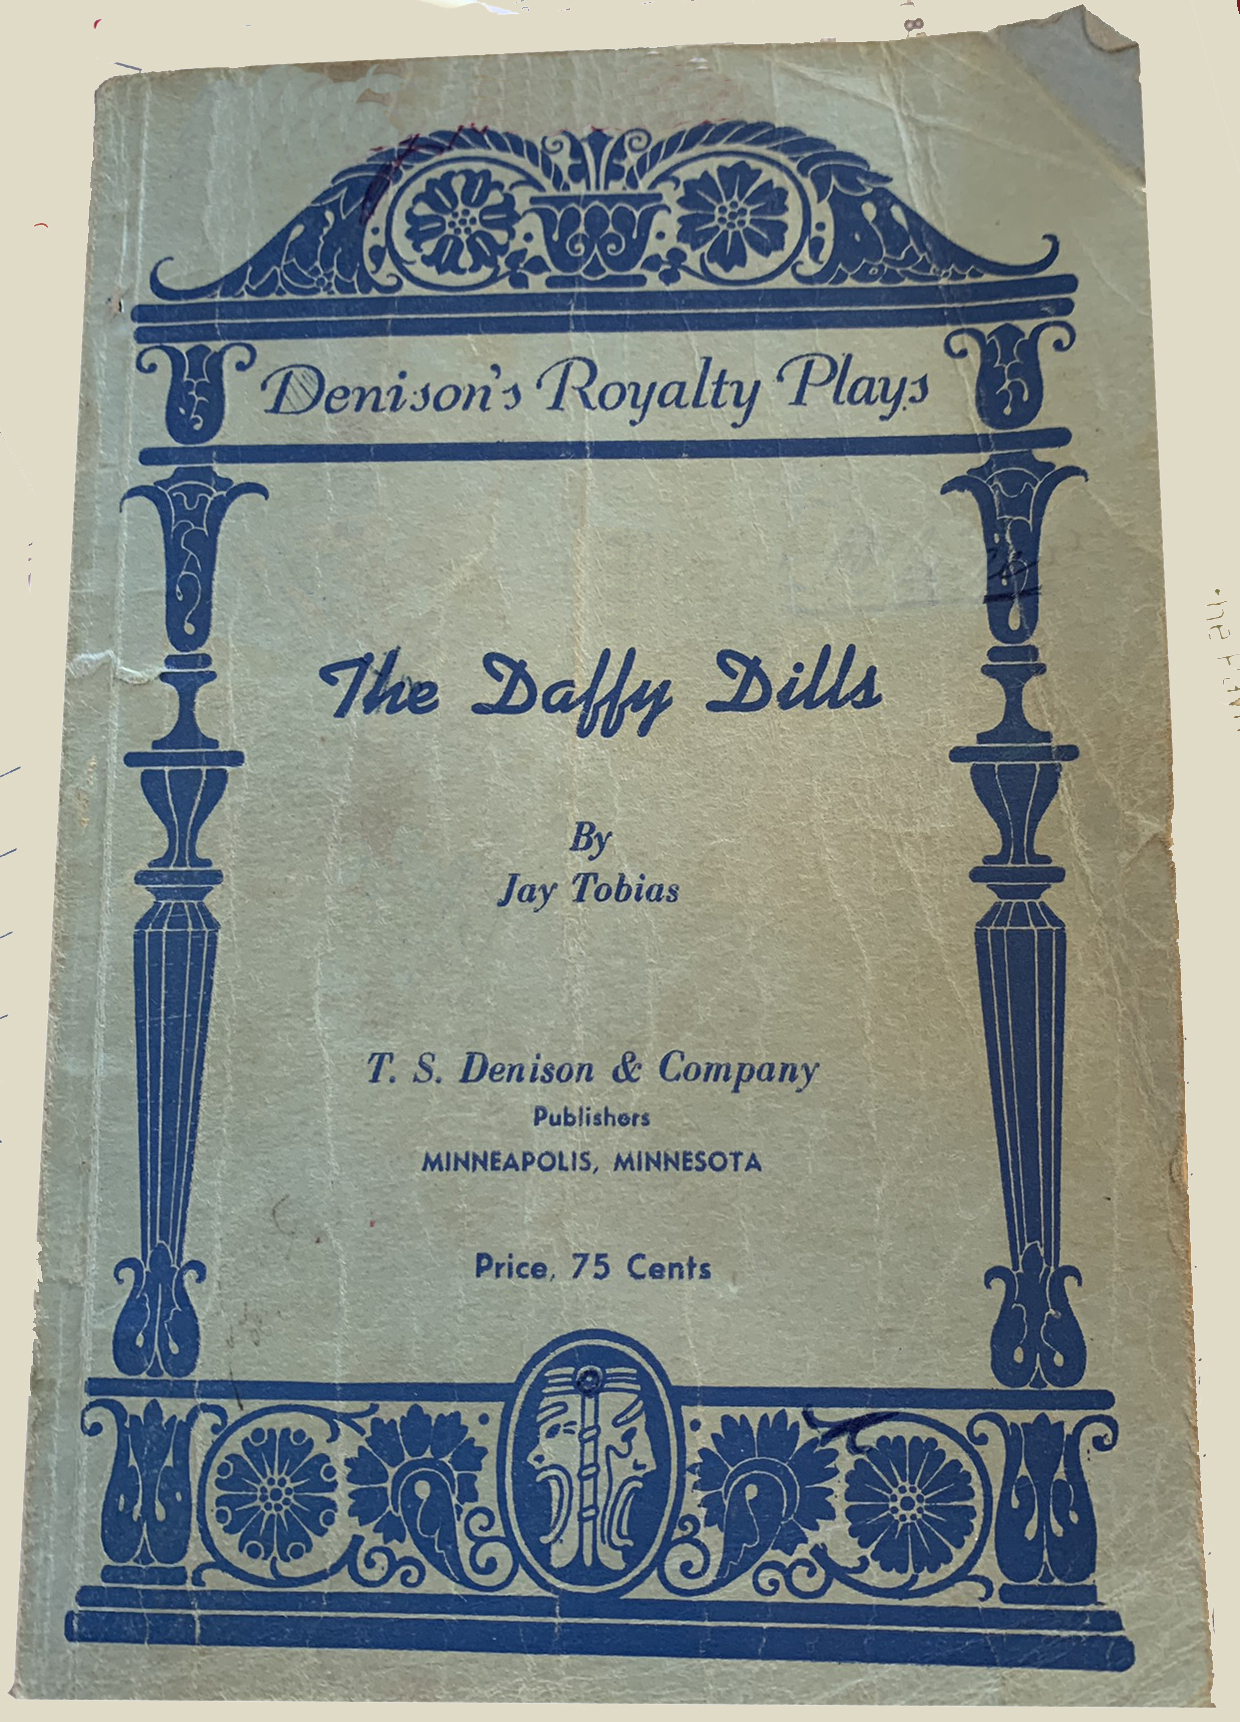 Denison's Royalty Plays
The Daffy Dills
By
Jay Tobias
T. S. Denison & Company
Publishers
MINNEAPOLIS, MINNESOTA
Price, 75 Cents